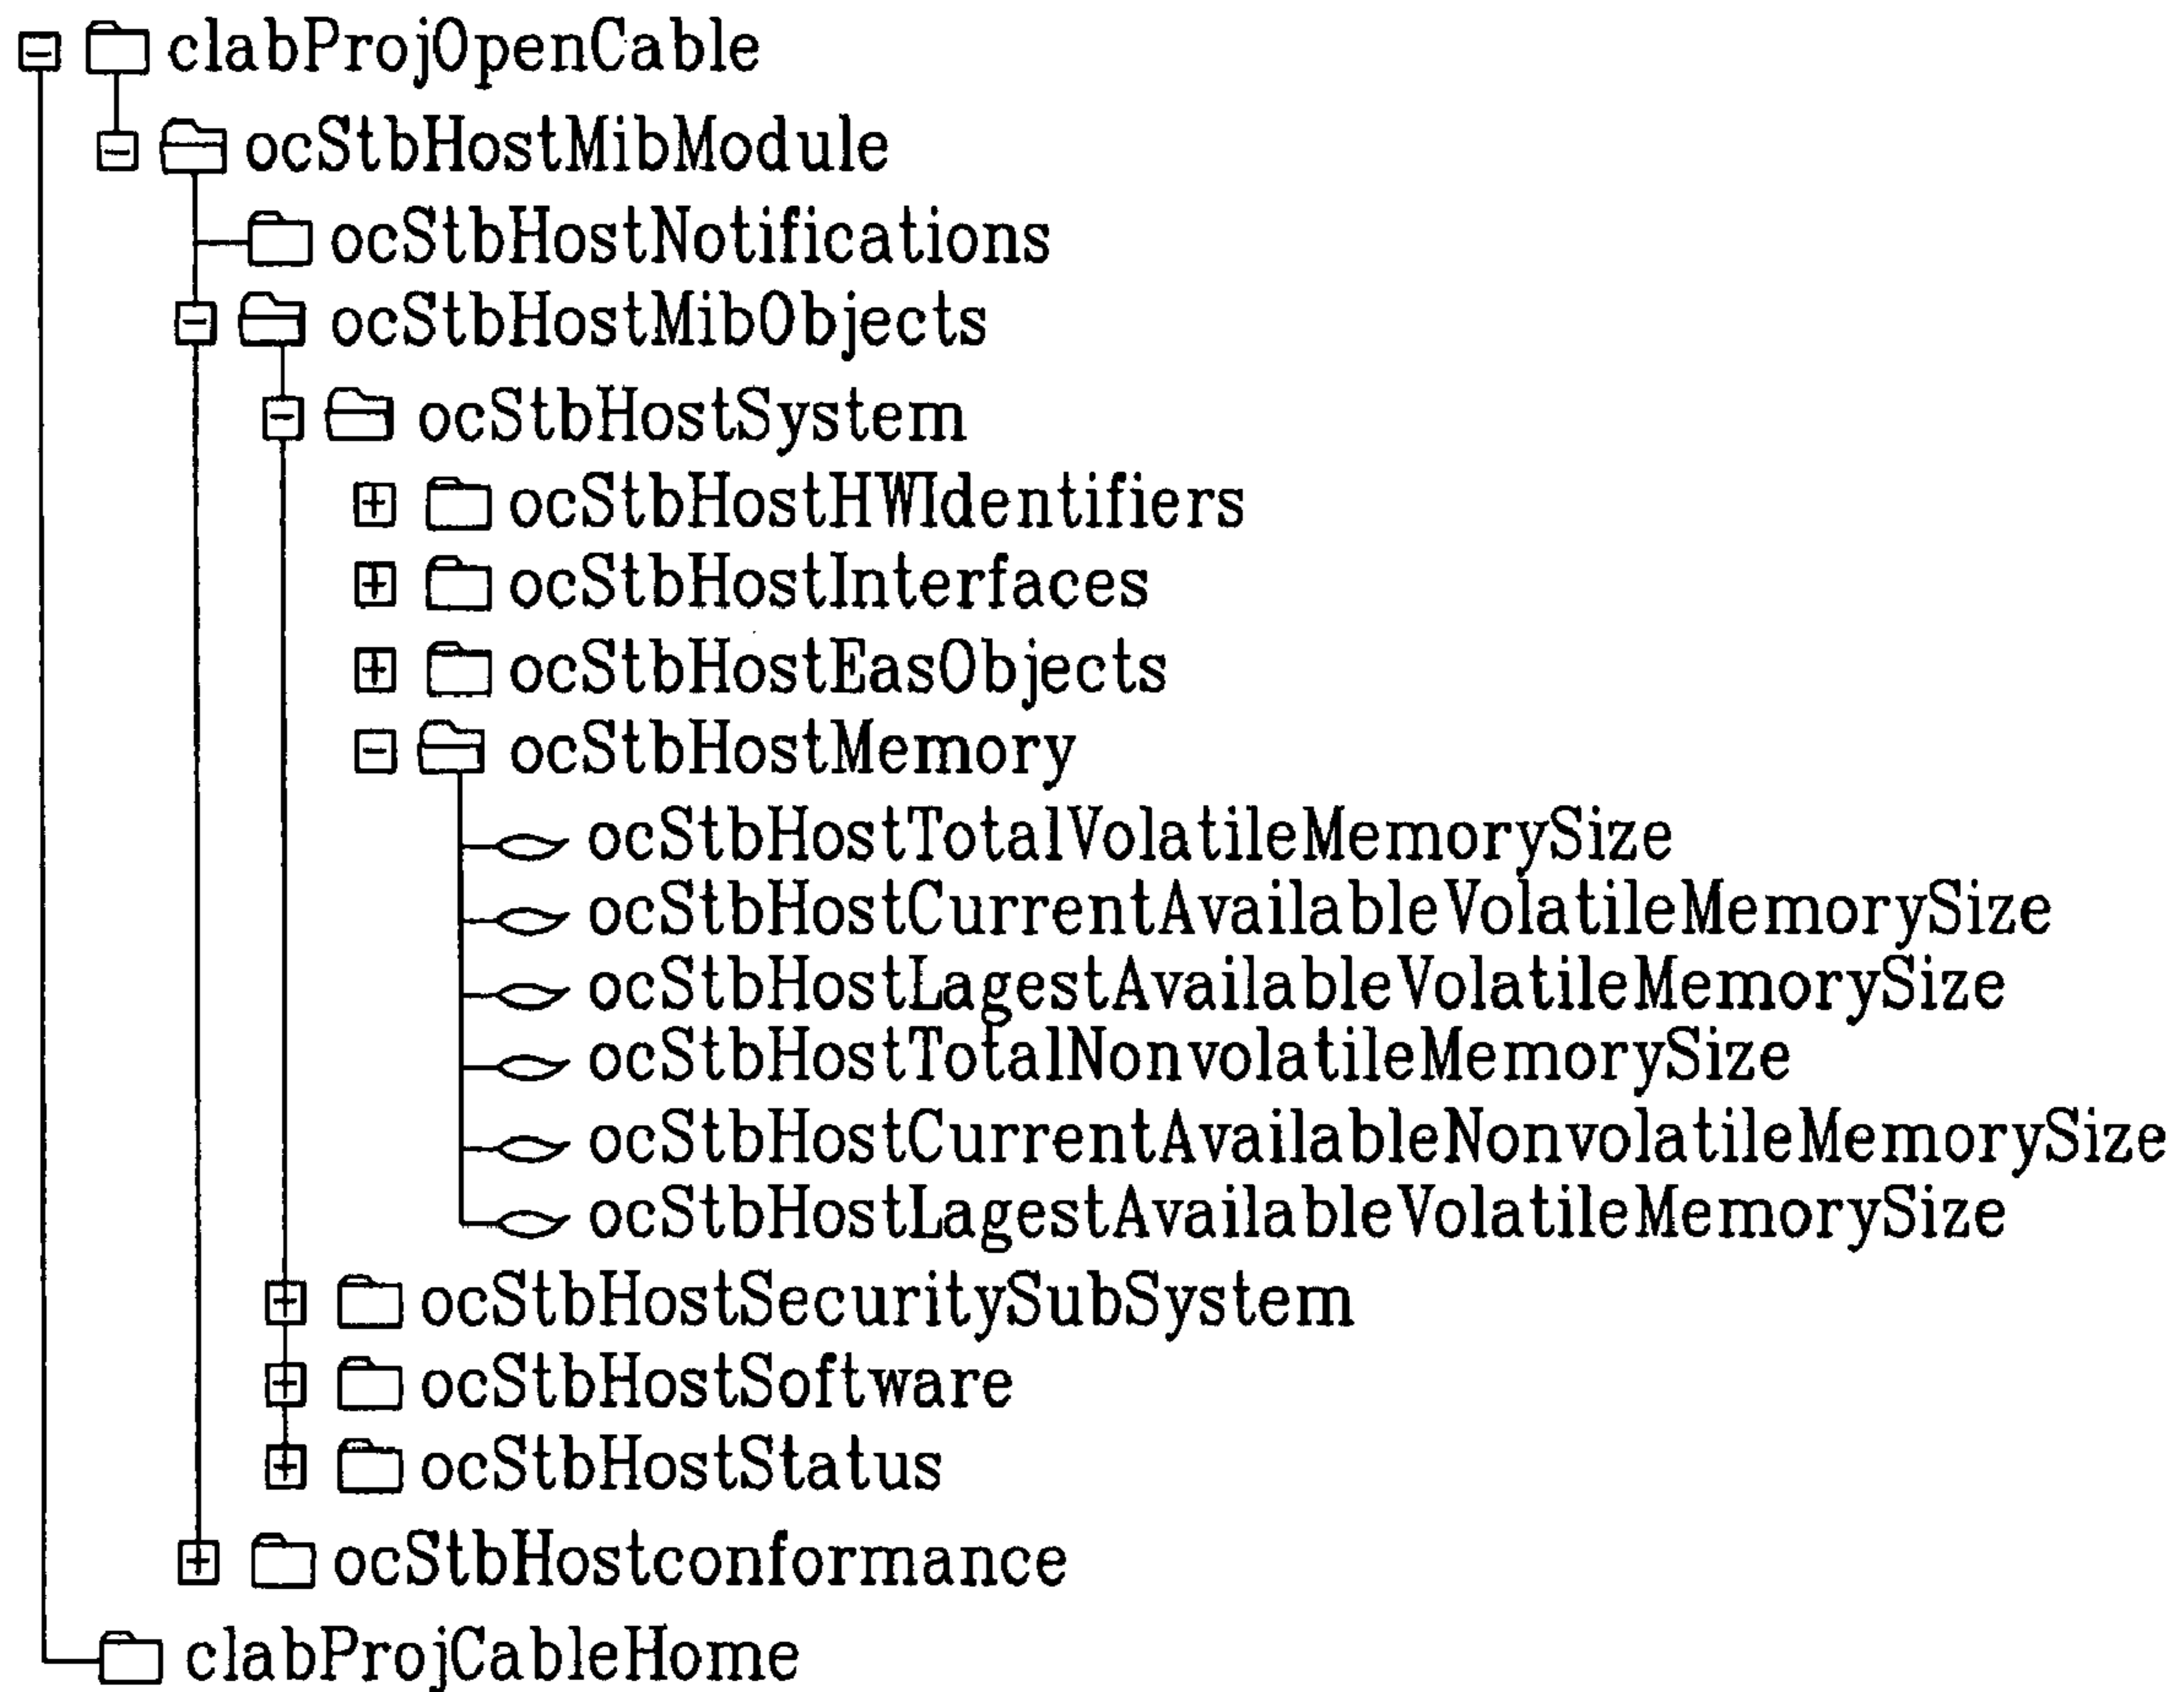 clabProjOpenCable
ocStbHostMibModule
ocStbHostNotifications
ocStbHostMibObjects
ocStbHostSystem
ocStbHostHWIdentifiers
ocStbHostInterfaces
ocStbHostEasObjects
ocStbHostMemory
ocStbHostTotalVolatileMemorySize
ocStbHostCurrentAvailableVolatileMemorySize
ocStbHostLagestAvailableVolatileMemorySize
ocStbHostTotalNonvolatileMemorySize
ocStbHostCurrentAvailableNonvolatileMemorySize
ocStbHostLagestAvailableVolatileMemorySize
ocStbHostSecuritySubSystem
ocStbHostSoftware
ocStbHostStatus
ocStbHostconformance
clabProjCableHome